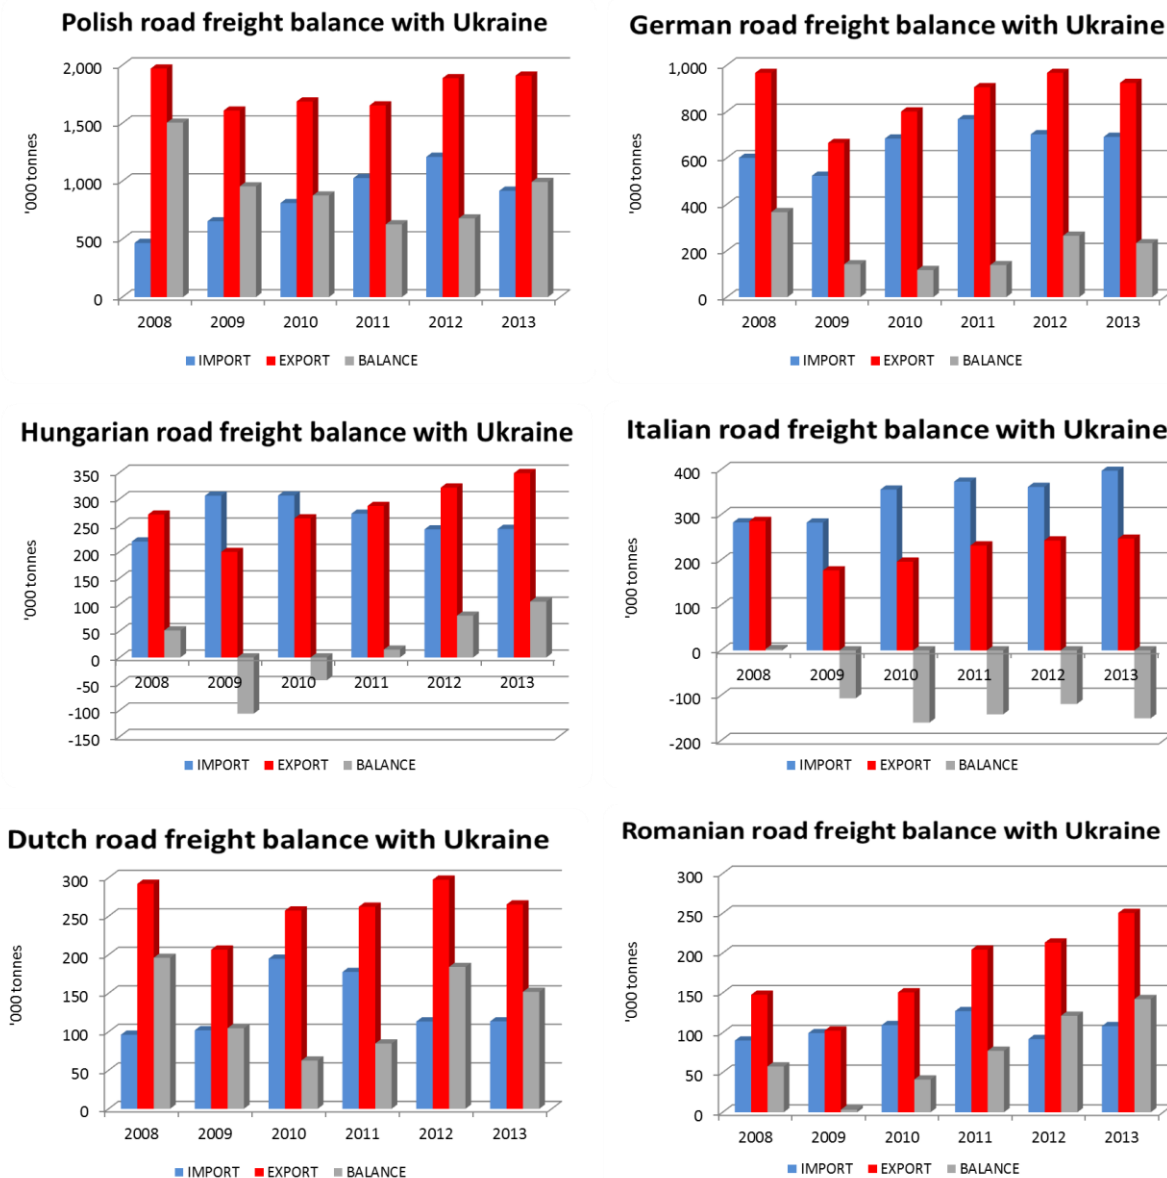 Polish road freight balance with Ukraine
2,000
1,500
1,000
500
0
'000 tonnes
2008 2009 2010 2011 2012 2013
IMPORT EXPORT BALANCE
German road freight balance with Ukraine
1,000
800
600
400
200
0
'000 tonnes
2008 2009 2010 2011 2012 2013
IMPORT EXPORT BALANCE
Hungarian road freight balance with Ukraine
350
300
250
200
150
100
50
0
-50
-100
-150
'000 tonnes
2008 2009 2010 2011 2012 2013
IMPORT EXPORT BALANCE
Italian road freight balance with Ukraine
400
300
200
100
0
-100
-200
'000 tonnes
2008 2009 2010 2011 2012 2013
IMPORT EXPORT BALANCE
Dutch road freight balance with Ukraine
300
250
200
150
100
50
0
'000 tonnes
2008 2009 2010 2011 2012 2013
IMPORT EXPORT BALANCE
Romanian road freight balance with Ukraine
300
250
200
150
100
50
0
'000 tonnes
2008 2009 2010 2011 2012 2013
IMPORT EXPORT BALANCE